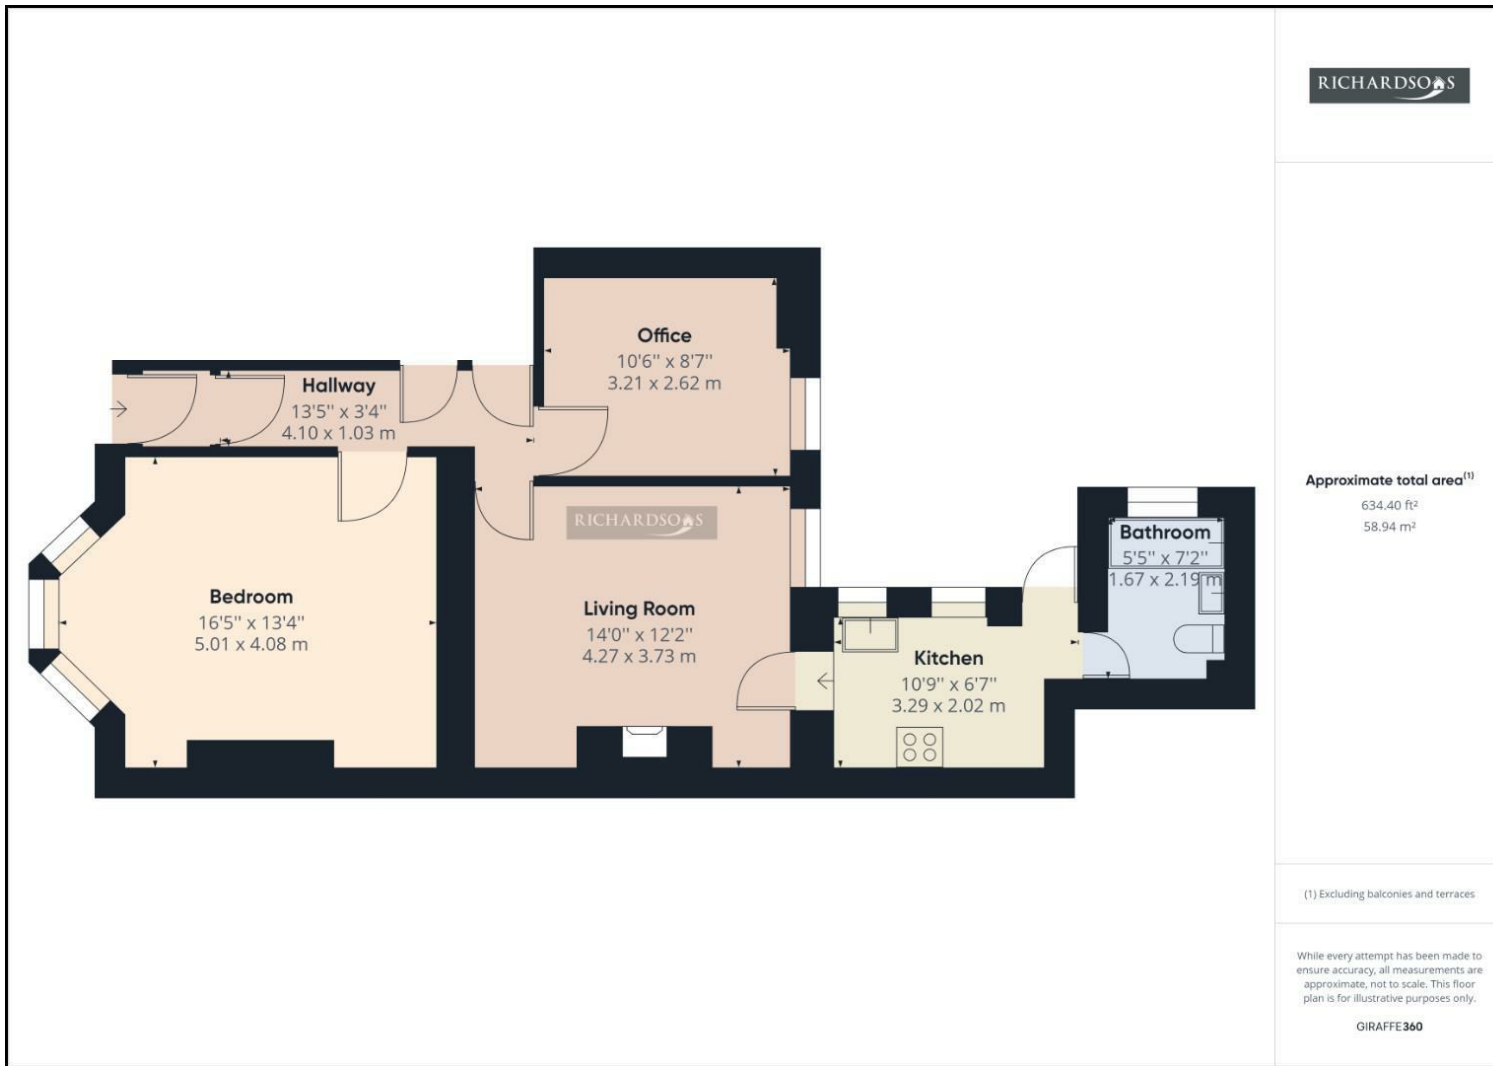 RICHARDSONS
Office
10'6'' x 8'7''
3.21 x 2.62 m
Hallway
13'5'' x 3'4''
4.10 x 1.03 m
RICHARDSONS
Bedroom
16'5'' x 13'4''
5.01 x 4.08 m
Living Room
14'0'' x 12'2''
4.27 x 3.73 m
Kitchen
10'9'' x 6'7''
3.29 x 2.02 m
Bathroom
5'5'' x 7'2''
1.67 x 2.19 m
Approximate total area(1)
634.40 ft²
58.94 m²
(1) Excluding balconies and terraces
While every attempt has been made to
ensure accuracy, all measurements are
approximate, not to scale. This floor
plan is for illustrative purposes only.
GIRAFFE360